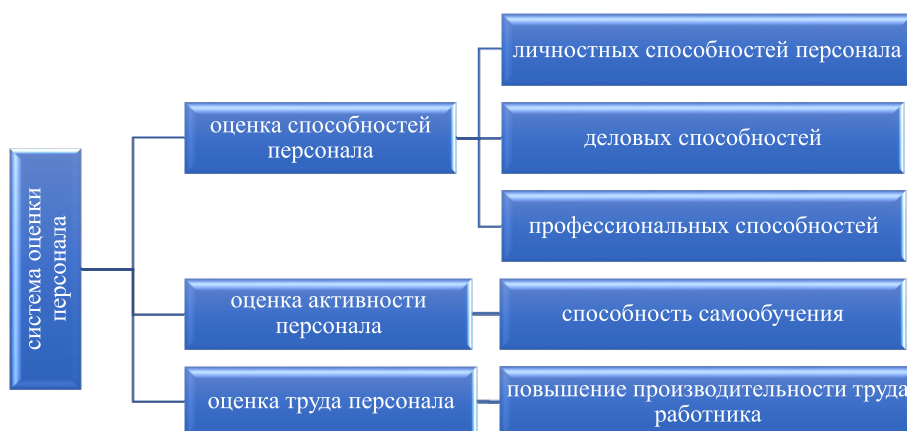 система оценки
персонала
оценка способностей
персонала
личностных способностей персонала
деловых способностей
профессиональных способностей
оценка активности
персонала
способность самообучения
оценка труда персонала
повышение производительности труда
работника